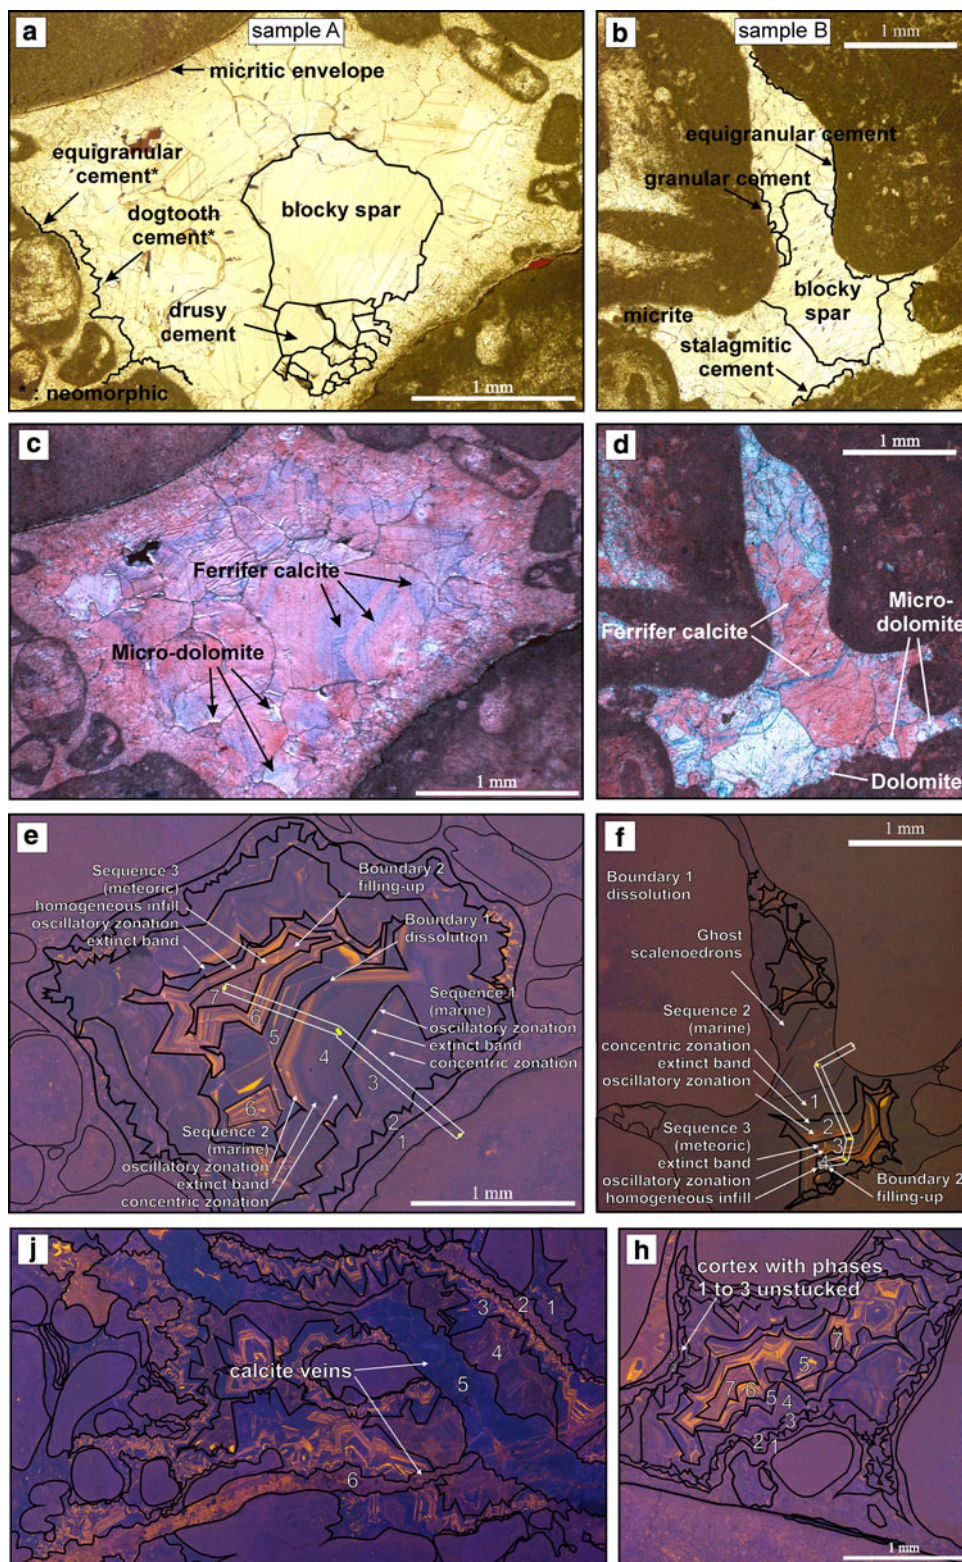 a
sample A
micritic envelope
equigranular
cement*
dogtooth
cement*
blocky spar
drusy
cement
* : neomorphic
1 mm
b
sample B
1 mm
equigranular cement
granular cement
blocky
spar
micrite
stalagmitic
cement
c
Ferrifer calcite
Micro-dolomite
1 mm
d
1 mm
Micro-
dolomite
Ferrifer calcite
Dolomite
e
Sequence 3
(meteoric)
homogeneous infill
oscillatory zonation
extinct band
Boundary 2
filling-up
Boundary 1
dissolution
Sequence 1
(marine)
oscillatory zonation
extinct band
concentric zonation
7
6
5
4
3
2
1
6
Sequence 2
(marine)
oscillatory zonation
extinct band
concentric zonation
1 mm
f
1 mm
Boundary 1
dissolution
Ghost
scalenoedrons
Sequence 2
(marine)
concentric zonation
extinct band
oscillatory zonation
1
2
3
4
Sequence 3
(meteoric)
extinct band
oscillatory zonation
homogeneous infill
Boundary 2
filling-up
j
3
2
1
4
5
calcite veins
6
h
cortex with phases
1 to 3 unstucked
7
5
7
6
5
4
3
2
1
1 mm